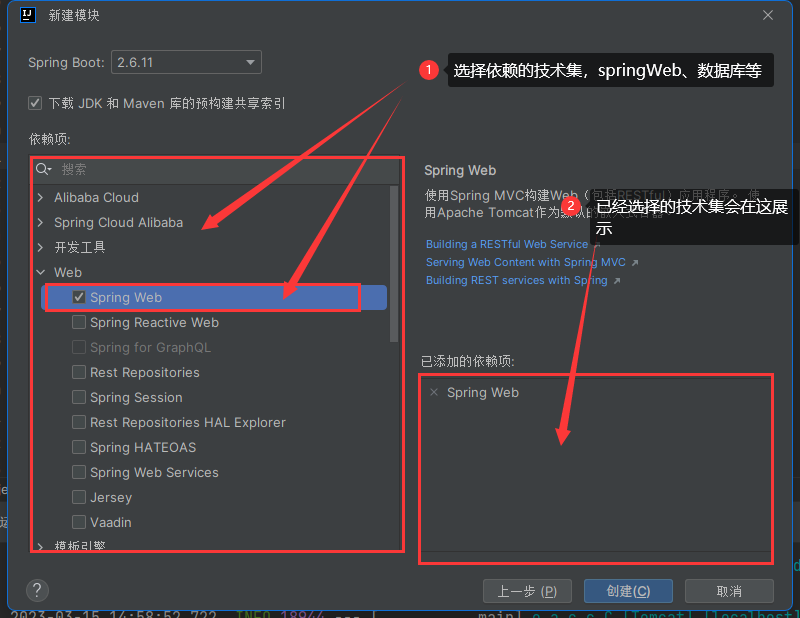 新建模块
Spring Boot: 2.6.11
下载 JDK 和 Maven 库的预构建共享索引
依赖项:
搜索
Alibaba Cloud
Spring Cloud Alibaba
开发工具
Web
Spring Web
Spring Reactive Web
Spring for GraphQL
Rest Repositories
Spring Session
Rest Repositories HAL Explorer
Spring HATEOAS
Spring Web Services
Jersey
Vaadin
模板引擎
1 选择依赖的技术集，springWeb、数据库等
Spring Web
使用Spring MVC构建Web（包括RESTful）应用程序。使
用Apache Tomcat作为默认的嵌入式容器
2 已经选择的技术集会在这展
示
Building a RESTful Web Service
Serving Web Content with Spring MVC
Building REST services with Spring
已添加的依赖项:
Spring Web
?
上一步 (P)
创建(C)
取消
2023-03-15 14:58:52.722 INFO 18944 --- [ main]